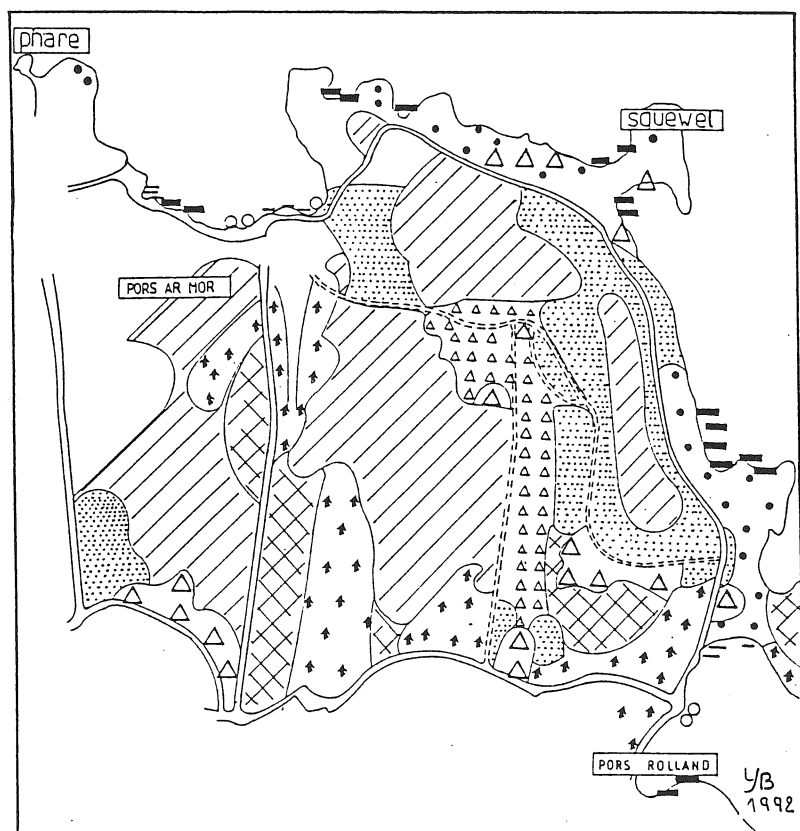 phare
squewel
PORS AR MOR
PORS ROLLAND
YB
1992